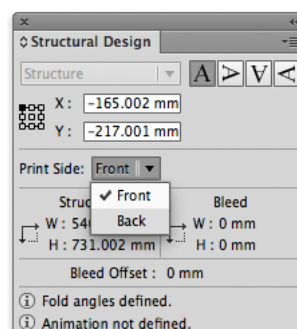 Structural Design
Structure
A A A A
X: -165.002 mm
Y: -217.001 mm
Print Side: Front
Front
Back
Bleed
W: 0 mm
H: 731.002 mm H: 0 mm
Bleed Offset: 0 mm
Fold angles defined.
Animation not defined.